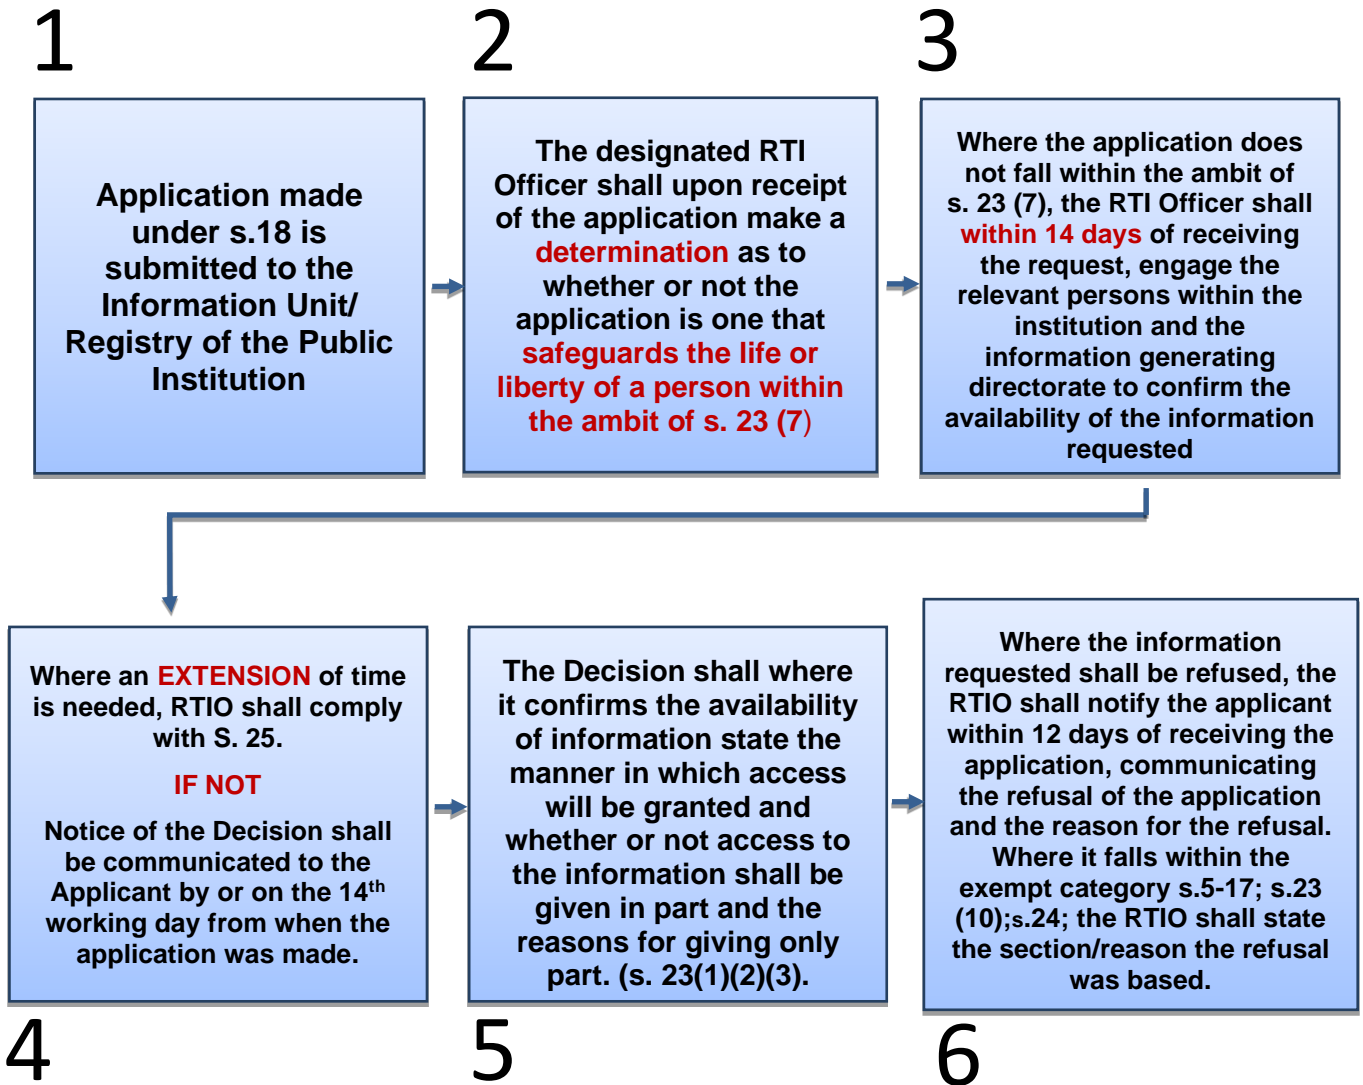 1
Application made
under s.18 is
submitted to the
Information Unit/
Registry of the Public
Institution
2
The designated RTI
Officer shall upon receipt
of the application make a
determination as to
whether or not the
application is one that
safeguards the life or
liberty of a person within
the ambit of s. 23 (7)
3
Where the application does
not fall within the ambit of
s. 23 (7), the RTI Officer shall
within 14 days of receiving
the request, engage the
relevant persons within the
institution and the
information generating
directorate to confirm the
availability of the information
requested
Where an EXTENSION of time
is needed, RTIO shall comply
with S. 25.
IF NOT
Notice of the Decision shall
be communicated to the
Applicant by or on the 14th
working day from when the
application was made.
4
The Decision shall where
it confirms the availability
of information state the
manner in which access
will be granted and
whether or not access to
the information shall be
given in part and the
reasons for giving only
part. (s. 23(1)(2)(3).
5
Where the information
requested shall be refused, the
RTIO shall notify the applicant
within 12 days of receiving the
application, communicating
the refusal of the application
and the reason for the refusal.
Where it falls within the
exempt category s.5-17; s.23
(10);s.24; the RTIO shall state
the section/reason the refusal
was based.
6